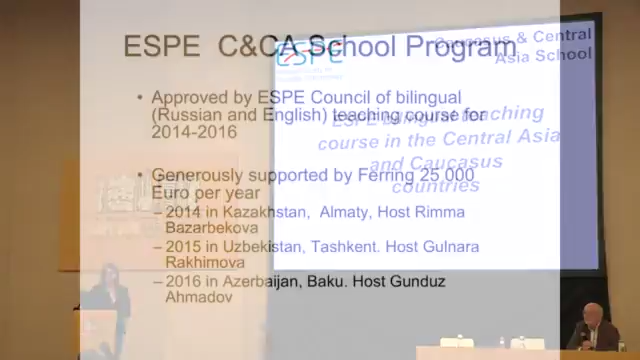 ESPE C&CA School Program
• Approved by ESPE Council of bilingual
(Russian and English) teaching course for
2014-2016
• Generously supported by Ferring 25 000
Euro per year
– 2014 in Kazakhstan, Almaty, Host Rimma
Bazarbekova
– 2015 in Uzbekistan, Tashkent. Host Gulnara
Rakhimova
– 2016 in Azerbaijan, Baku. Host Gunduz
Ahmadov
ESPE
Caucasus & Central
Asia School
ESPE bilingual teaching
course in the Central Asia
and Caucasus
countries